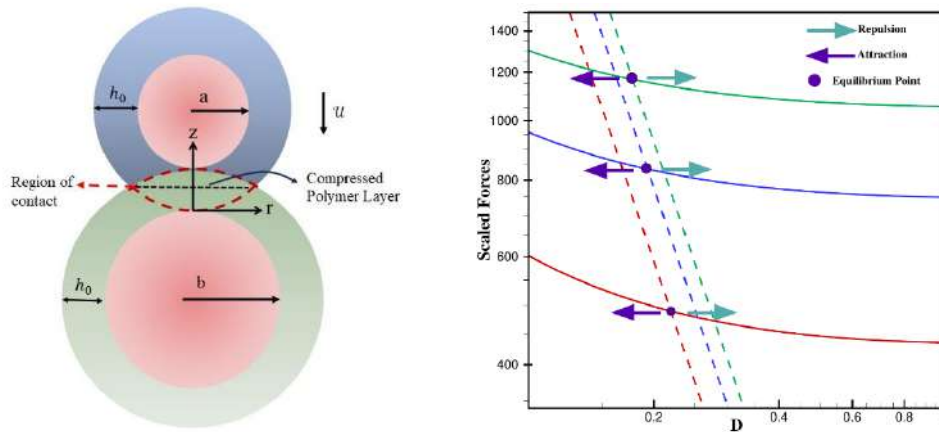 h₀
a
u
z
Region of
contact
Compressed
Polymer Layer
r
h₀
b
1400
1200
1000
800
600
400
Scaled Forces
Repulsion
Attraction
Equilibrium Point
0.2
0.4
0.6
0.8
D